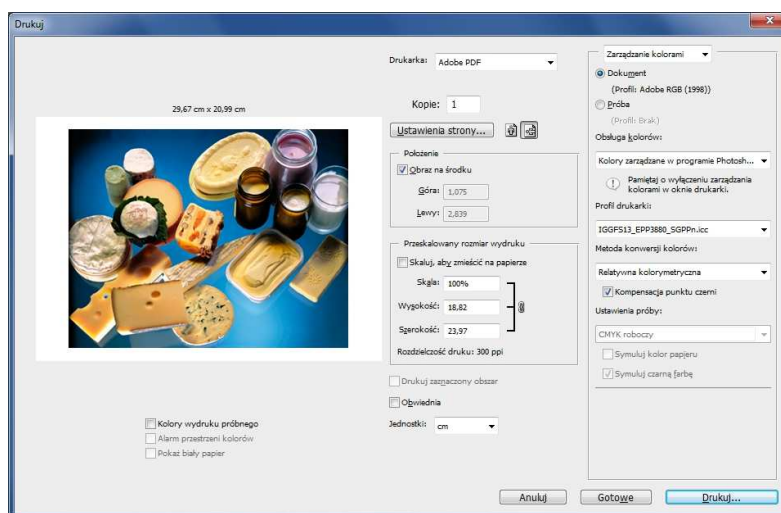 Drukuj
29,67 cm x 20,99 cm
Kolory wydruku próbnego
Alarm przestrzeni kolorów
Pokaż biały papier
Drukarka: Adobe PDF
Kopie: 1
Ustawienia strony...
Położenie
Obraz na środku
Góra: 1,075
Lewy: 2,839
Przeskalowany rozmiar wydruku
Skaluj, aby zmieścić na papierze
Skala: 100%
Wysokość: 18,82
Szerokość: 23,97
Rozdzielczość druku: 300 ppi
Drukuj zaznaczony obszar
Obwiednia
Jednostki: cm
Zarządzanie kolorami
Dokument
(Profil: Adobe RGB (1998))
Próba
(Profil: Brak)
Obsługa kolorów:
Kolory zarządzane w programie Photosh...
Pamiętaj o wyłączeniu zarządzania
kolorami w oknie drukarki.
Profil drukarki:
IGGFS13_EPP3880_SGPPn.icc
Metoda konwersji kolorów:
Relatywna kolorymetryczna
Kompensacja punktu czerni
Ustawienia próby:
CMYK roboczy
Symuluj kolor papieru
Symuluj czarną farbę
Anuluj
Gotowe
Drukuj...